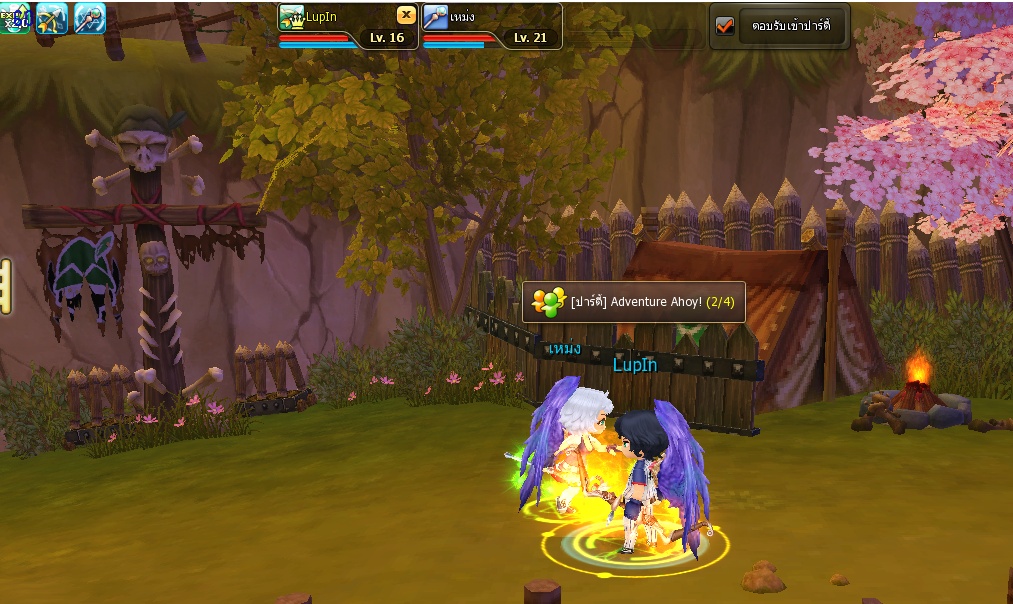 LupIn
Lv. 16
เหม่ง
Lv. 21
ตอบรับเข้าปาร์ตี้
[ปาร์ตี้] Adventure Ahoy! (2/4)
เหม่ง
LupIn